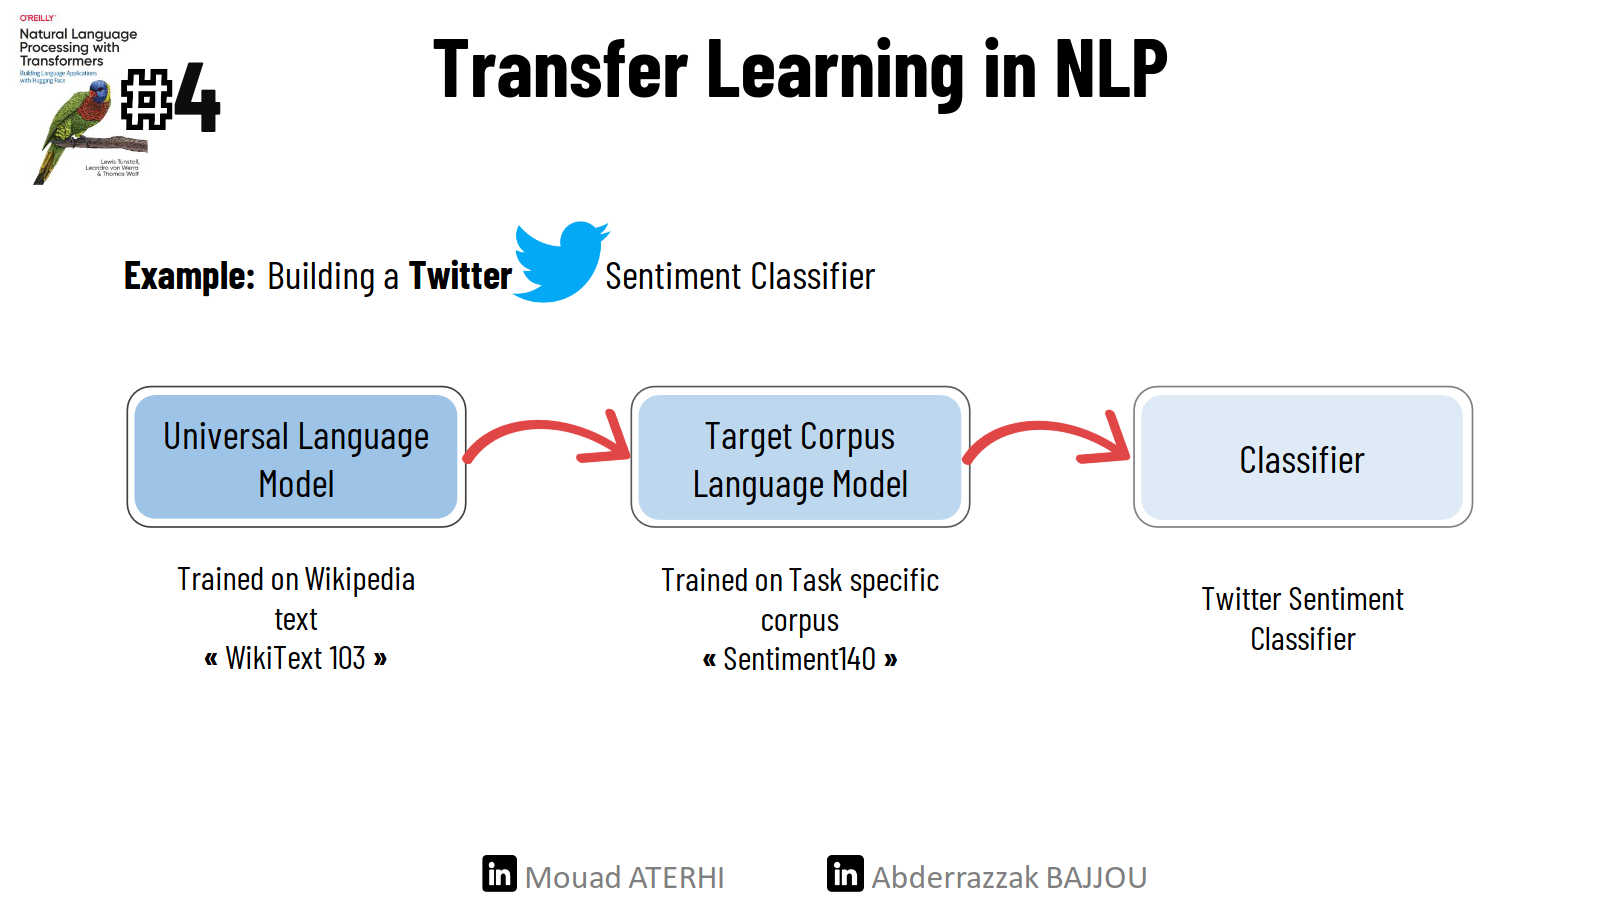 O'REILLY
Natural Language
Processing with
Transformers
Building Language Applications
with Hugging Face
#4
Lewis Tunstall,
Leandro von Werra
& Thomas Wolf
Transfer Learning in NLP
Example: Building a Twitter Sentiment Classifier
Universal Language
Model
Target Corpus
Language Model
Classifier
Trained on Wikipedia
text
« WikiText 103 »
Trained on Task specific
corpus
« Sentiment140 »
Twitter Sentiment
Classifier
in Mouad ATERHI
in Abderrazzak BAJJOU